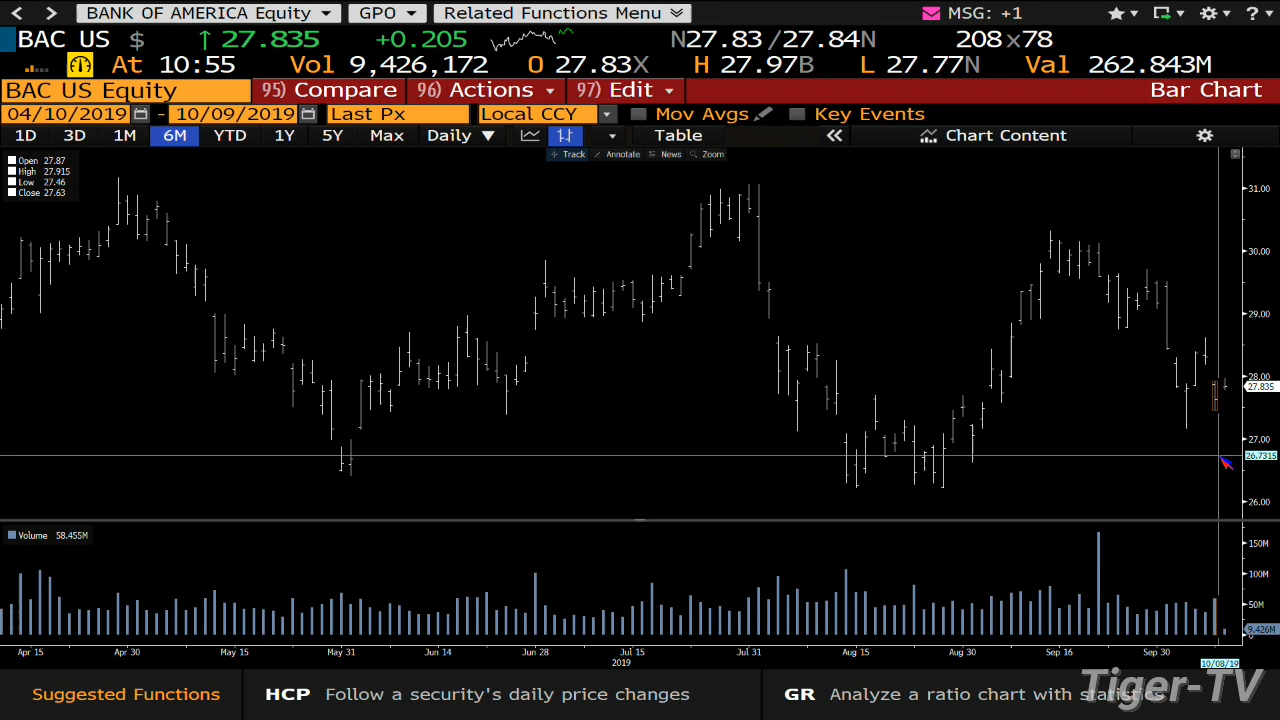 BANK OF AMERICA Equity GPO Related Functions Menu MSG: +1
BAC US $ ↑ 27.835 +0.205 N27.83 /27.84N 208x78
At 10:55 Vol 9,426,172 O 27.83X H 27.97B L 27.77N Val 262.843M
BAC US Equity 95) Compare 96) Actions 97) Edit Bar Chart
04/10/2019 - 10/09/2019 Last Px Local CCY Mov Avgs Key Events
1D 3D 1M 6M YTD 1Y 5Y Max Daily ▼ Table « Chart Content
Track Annotate News Zoom
Open 27.87
High 27.915
Low 27.46
Close 27.63
31.00
30.00
29.00
28.00
27.835
27.00
26.7315
26.00
Volume 58.455M
150M
100M
50M
9.426M
0
Apr 15 Apr 30 May 15 May 31 Jun 14 Jun 28 Jul 15 Jul 31 Aug 15 Aug 30 Sep 16 Sep 30
2019 10/08/19
Suggested Functions HCP Follow a security's daily price changes GR Analyze a ratio chart with statistics
Tiger-TV